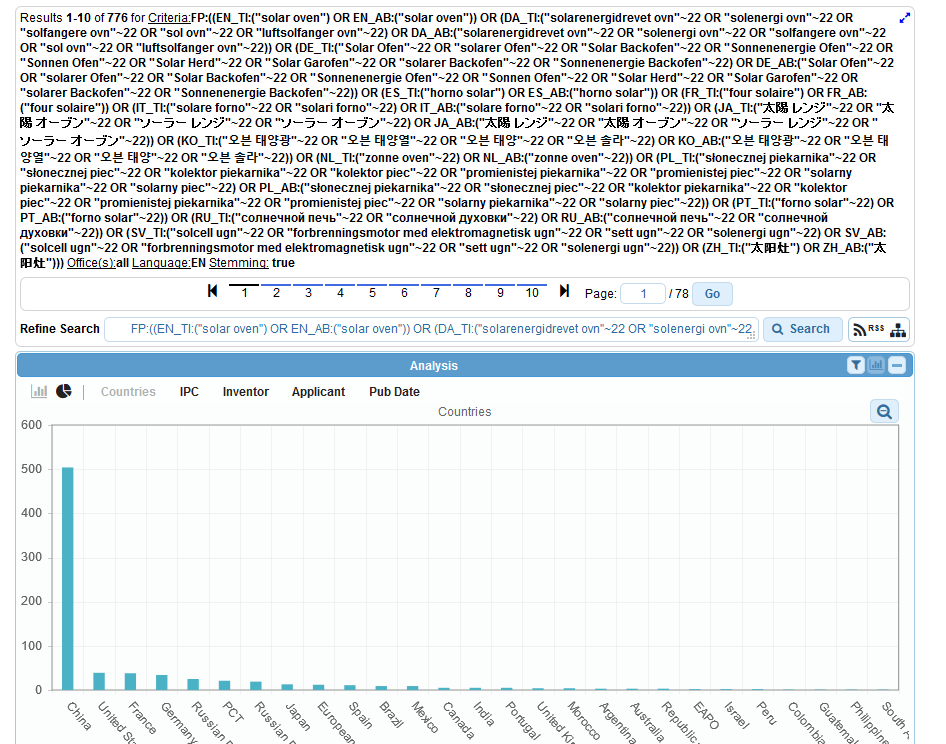 Results 1-10 of 776 for Criteria:FP:((EN_TI:("solar oven") OR EN_AB:("solar oven")) OR (DA_TI:("solarenergidrevet ovn"~22 OR "solenergi ovn"~22 OR
"solfangere ovn"~22 OR "sol ovn"~22 OR "luftsolfanger ovn"~22) OR DA_AB:("solarenergidrevet ovn"~22 OR "solenergi ovn"~22 OR "solfangere ovn"~22
OR "sol ovn"~22 OR "luftsolfanger ovn"~22)) OR (DE_TI:("Solar Ofen"~22 OR "solarer Ofen"~22 OR "Solar Backofen"~22 OR "Sonnenenergie Ofen"~22 OR
"Sonnen Ofen"~22 OR "Solar Herd"~22 OR "Solar Garofen"~22 OR "solarer Backofen"~22 OR "Sonnenenergie Backofen"~22) OR DE_AB:("Solar Ofen"~22
OR "solarer Ofen"~22 OR "Solar Backofen"~22 OR "Sonnenenergie Ofen"~22 OR "Sonnen Ofen"~22 OR "Solar Herd"~22 OR "Solar Garofen"~22 OR
"solarer Backofen"~22 OR "Sonnenenergie Backofen"~22)) OR (ES_TI:("horno solar") OR ES_AB:("horno solar")) OR (FR_TI:("four solaire") OR FR_AB:
("four solaire")) OR (IT_TI:("solare forno"~22 OR "solari forno"~22) OR IT_AB:("solare forno"~22 OR "solari forno"~22)) OR (JA_TI:("太陽 レンジ"~22 OR "太
陽 オーブン"~22 OR "ソーラー レンジ"~22 OR "ソーラー オーブン"~22) OR JA_AB:("太陽 レンジ"~22 OR "太陽 オーブン"~22 OR "ソーラー レンジ"~22 OR "
ソーラー オーブン"~22)) OR (KO_TI:("오븐 태양광"~22 OR "오븐 태양열"~22 OR "오븐 태양"~22 OR "오븐 솔라"~22) OR KO_AB:("오븐 태양광"~22 OR "오븐 태
양열"~22 OR "오븐 태양"~22 OR "오븐 솔라"~22)) OR (NL_TI:("zonne oven"~22) OR NL_AB:("zonne oven"~22)) OR (PL_TI:("słonecznej piekarnika"~22 OR
"słonecznej piec"~22 OR "kolektor piekarnika"~22 OR "kolektor piec"~22 OR "promienistej piekarnika"~22 OR "promienistej piec"~22 OR "solarny
piekarnika"~22 OR "solarny piec"~22) OR PL_AB:("słonecznej piekarnika"~22 OR "słonecznej piec"~22 OR "kolektor piekarnika"~22 OR "kolektor
piec"~22 OR "promienistej piekarnika"~22 OR "promienistej piec"~22 OR "solarny piekarnika"~22 OR "solarny piec"~22)) OR (PT_TI:("forno solar"~22) OR
PT_AB:("forno solar"~22)) OR (RU_TI:("солнечной печь"~22 OR "солнечной духовки"~22) OR RU_AB:("солнечной печь"~22 OR "солнечной
духовки"~22)) OR (SV_TI:("solcell ugn"~22 OR "forbrenningsmotor med elektromagnetisk ugn"~22 OR "sett ugn"~22 OR "solenergi ugn"~22) OR SV_AB:
("solcell ugn"~22 OR "forbrenningsmotor med elektromagnetisk ugn"~22 OR "sett ugn"~22 OR "solenergi ugn"~22)) OR (ZH_TI:("太阳灶") OR ZH_AB:("太
阳灶"))) Office(s):all Language:EN Stemming: true
1 2 3 4 5 6 7 8 9 10 Page: 1 / 78 Go
Refine Search FP:((EN_TI:("solar oven") OR EN_AB:("solar oven")) OR (DA_TI:("solarenergidrevet ovn"~22 OR "solenergi ovn"~22 Search RSS
Analysis
Countries IPC Inventor Applicant Pub Date
Countries
600
500
400
300
200
100
0
China
United St
France
Germany
Russian F
PCT
Russian F
Japan
European
Spain
Brazil
Mexico
Canada
India
Portugal
United Ki
Morocco
Argentina
Australia
Republic
EAPO
Israel
Peru
Colombia
Guatemal
Philippine
South A